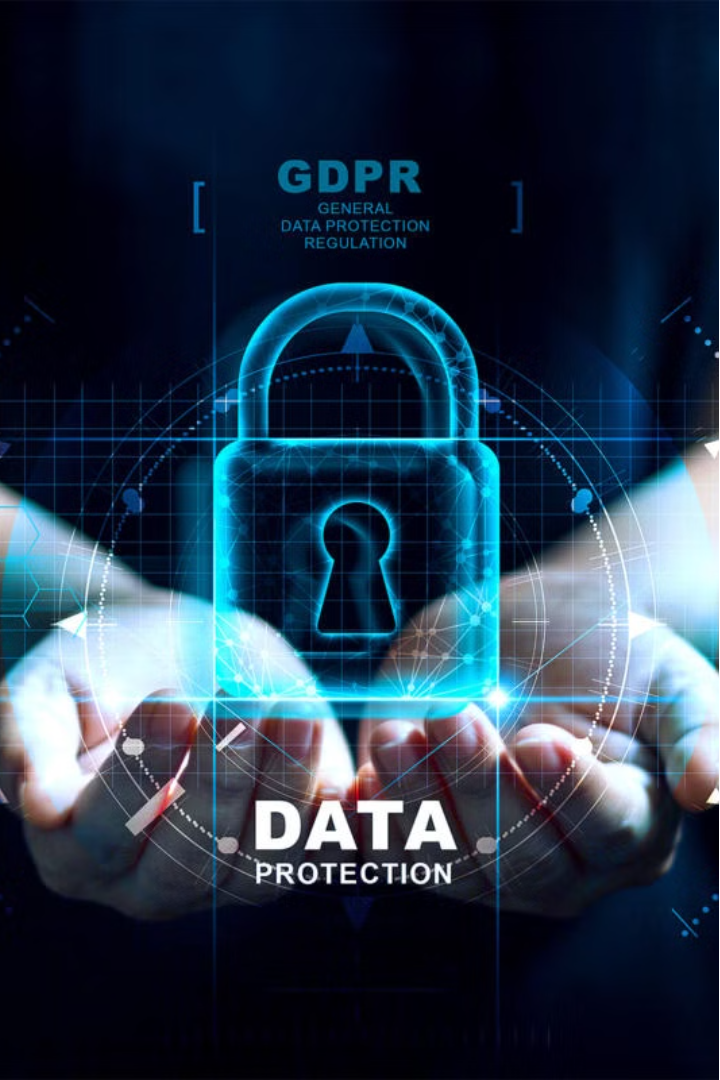 GDPR
GENERAL
DATA PROTECTION
REGULATION
DATA
PROTECTION